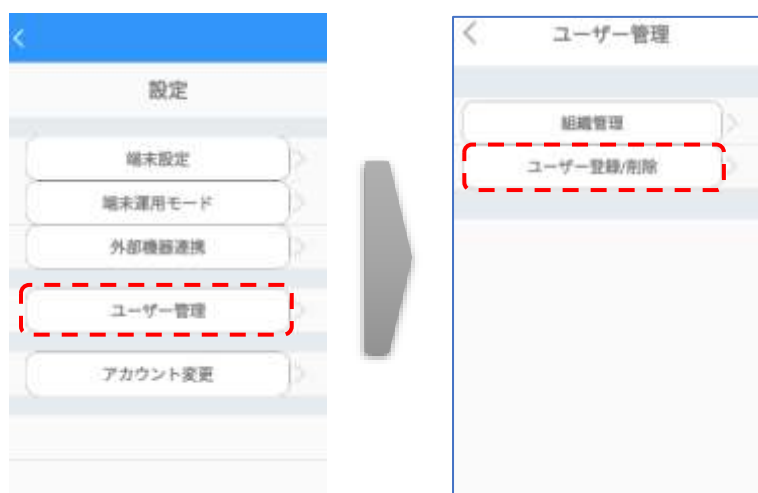 設定
端末設定
端末運用モード
外部機器連携
ユーザー管理
アカウント変更
ユーザー管理
組織管理
ユーザー登録/削除